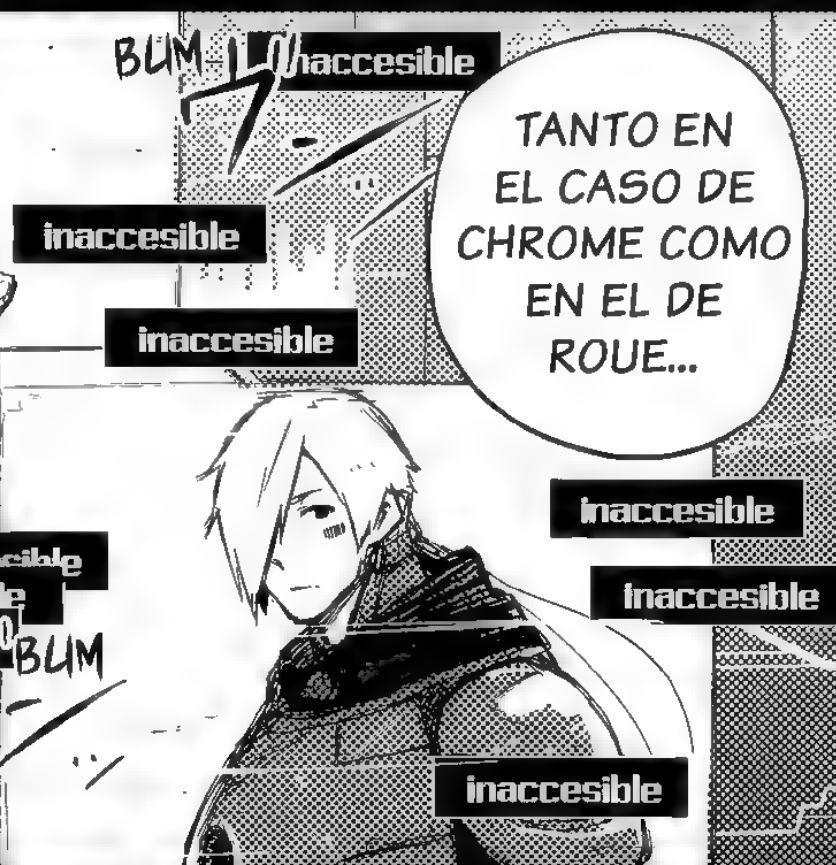 BUM
inaccesible
TANTO EN
EL CASO DE
CHROME COMO
EN EL DE
ROUE...
inaccesible
inaccesible
inaccesible
inaccesible
BUM
inaccesible